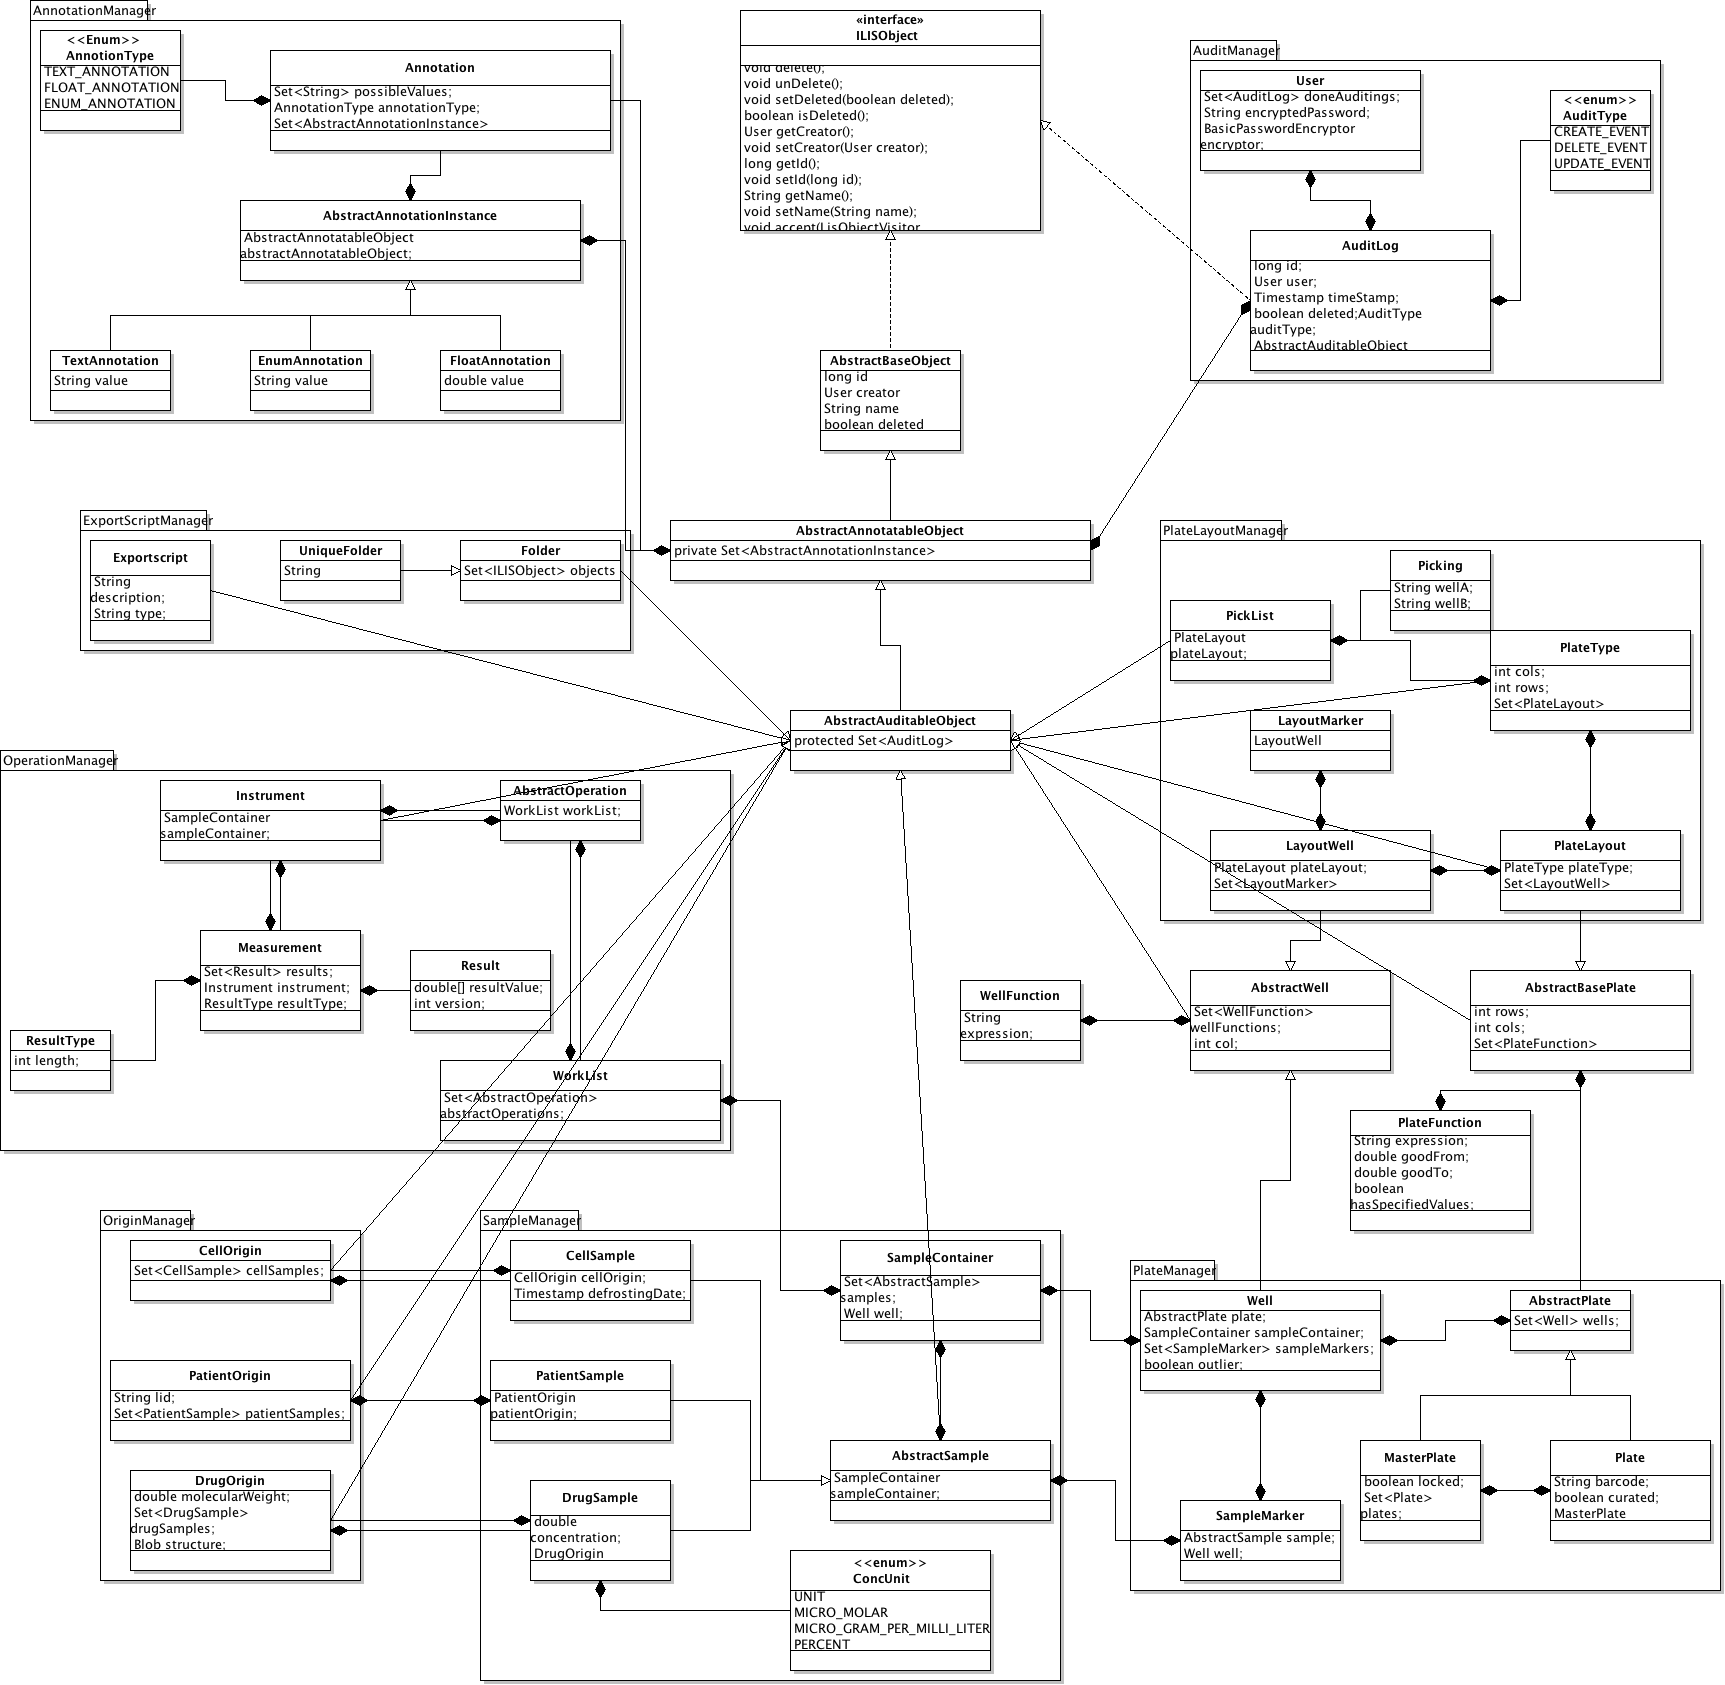 AnnotationManager
<<Enum>>
AnnotionType
TEXT_ANNOTATION
FLOAT_ANNOTATION
ENUM_ANNOTATION
Annotation
Set<String> possibleValues;
AnnotationType annotationType;
Set<AbstractAnnotationInstance>
AbstractAnnotationInstance
AbstractAnnotatableObject
abstractAnnotatableObject;
TextAnnotation
String value
EnumAnnotation
String value
FloatAnnotation
double value
«interface»
ILISObject
void delete();
void unDelete();
void setDeleted(boolean deleted);
boolean isDeleted();
User getCreator();
void setCreator(User creator);
long getId();
void setId(long id);
String getName();
void setName(String name);
void accept(LisObjectVisitor
AuditManager
User
Set<AuditLog> doneAuditings;
String encryptedPassword;
BasicPasswordEncryptor
encryptor;
<<enum>>
AuditType
CREATE_EVENT
DELETE_EVENT
UPDATE_EVENT
AuditLog
long id;
User user;
Timestamp timeStamp;
boolean deleted;AuditType
auditType;
AbstractAuditableObject
AbstractBaseObject
long id
User creator
String name
boolean deleted
ExportScriptManager
Exportscript
String
description;
String type;
UniqueFolder
String
Folder
Set<ILISObject> objects
AbstractAnnotatableObject
private Set<AbstractAnnotationInstance>
PlateLayoutManager
Picking
String wellA;
String wellB;
PickList
PlateLayout
plateLayout;
PlateType
int cols;
int rows;
Set<PlateLayout>
LayoutMarker
LayoutWell
LayoutWell
PlateLayout plateLayout;
Set<LayoutMarker>
PlateLayout
PlateType plateType;
Set<LayoutWell>
AbstractAuditableObject
protected Set<AuditLog>
OperationManager
Instrument
SampleContainer
sampleContainer;
AbstractOperation
WorkList workList;
Measurement
Set<Result> results;
Instrument instrument;
ResultType resultType;
Result
double[] resultValue;
int version;
ResultType
int length;
WorkList
Set<AbstractOperation>
abstractOperations;
WellFunction
String
expression;
AbstractWell
Set<WellFunction>
wellFunctions;
int col;
AbstractBasePlate
int rows;
int cols;
Set<PlateFunction>
PlateFunction
String expression;
double goodFrom;
double goodTo;
boolean
hasSpecifiedValues;
OriginManager
CellOrigin
Set<CellSample> cellSamples;
PatientOrigin
String lid;
Set<PatientSample> patientSamples;
DrugOrigin
double molecularWeight;
Set<DrugSample>
drugSamples;
Blob structure;
SampleManager
CellSample
CellOrigin cellOrigin;
Timestamp defrostingDate;
SampleContainer
Set<AbstractSample>
samples;
Well well;
PatientSample
PatientOrigin
patientOrigin;
AbstractSample
SampleContainer
sampleContainer;
DrugSample
double
concentration;
DrugOrigin
<<enum>>
ConcUnit
UNIT
MICRO_MOLAR
MICRO_GRAM_PER_MILLI_LITER
PERCENT
PlateManager
Well
AbstractPlate plate;
SampleContainer sampleContainer;
Set<SampleMarker> sampleMarkers;
boolean outlier;
AbstractPlate
Set<Well> wells;
MasterPlate
boolean locked;
Set<Plate>
plates;
Plate
String barcode;
boolean curated;
MasterPlate
SampleMarker
AbstractSample sample;
Well well;